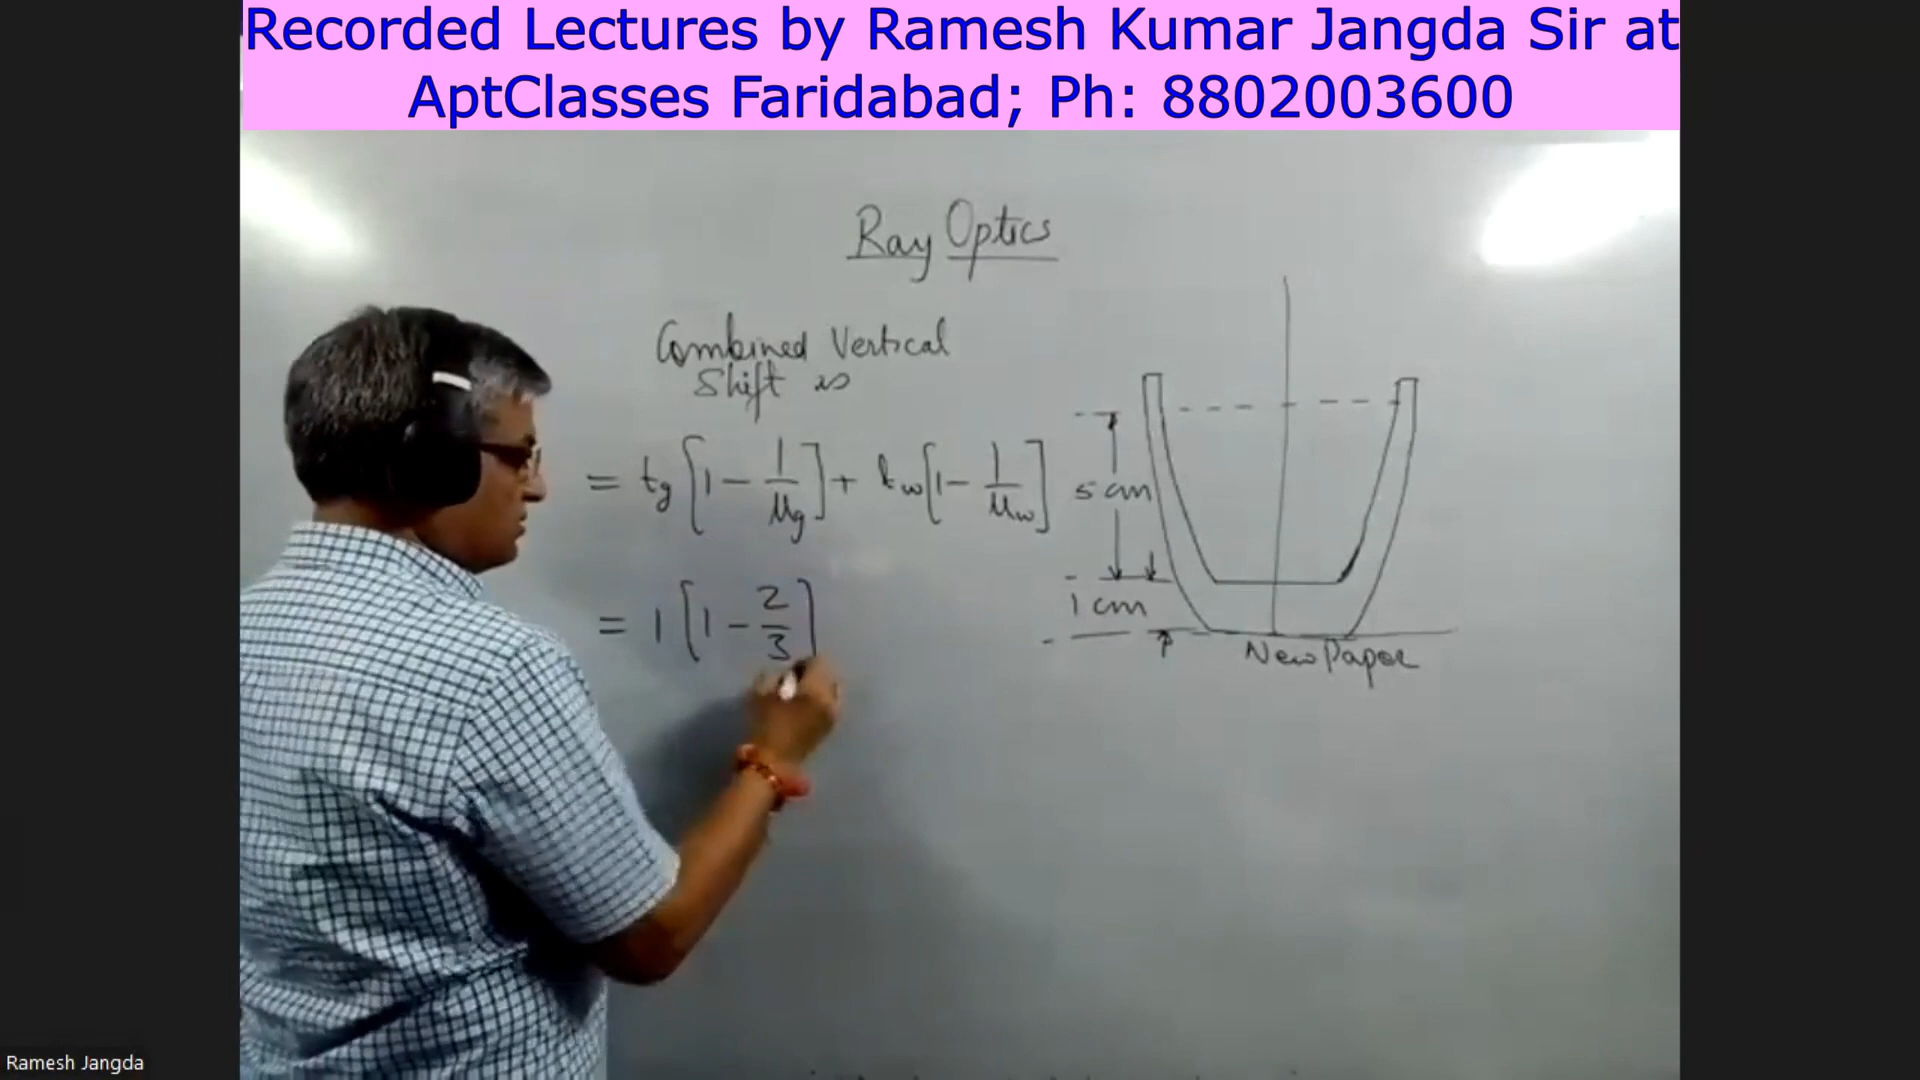 Recorded Lectures by Ramesh Kumar Jangda Sir at
AptClasses Faridabad; Ph: 8802003600
Ray Optics
Combined Vertical
Shift is
= tg [1 - 1/μg] + tw [1 - 1/μw]
5 cm
= 1 [1 - 2/3]
1 cm
New Paper
Ramesh Jangda